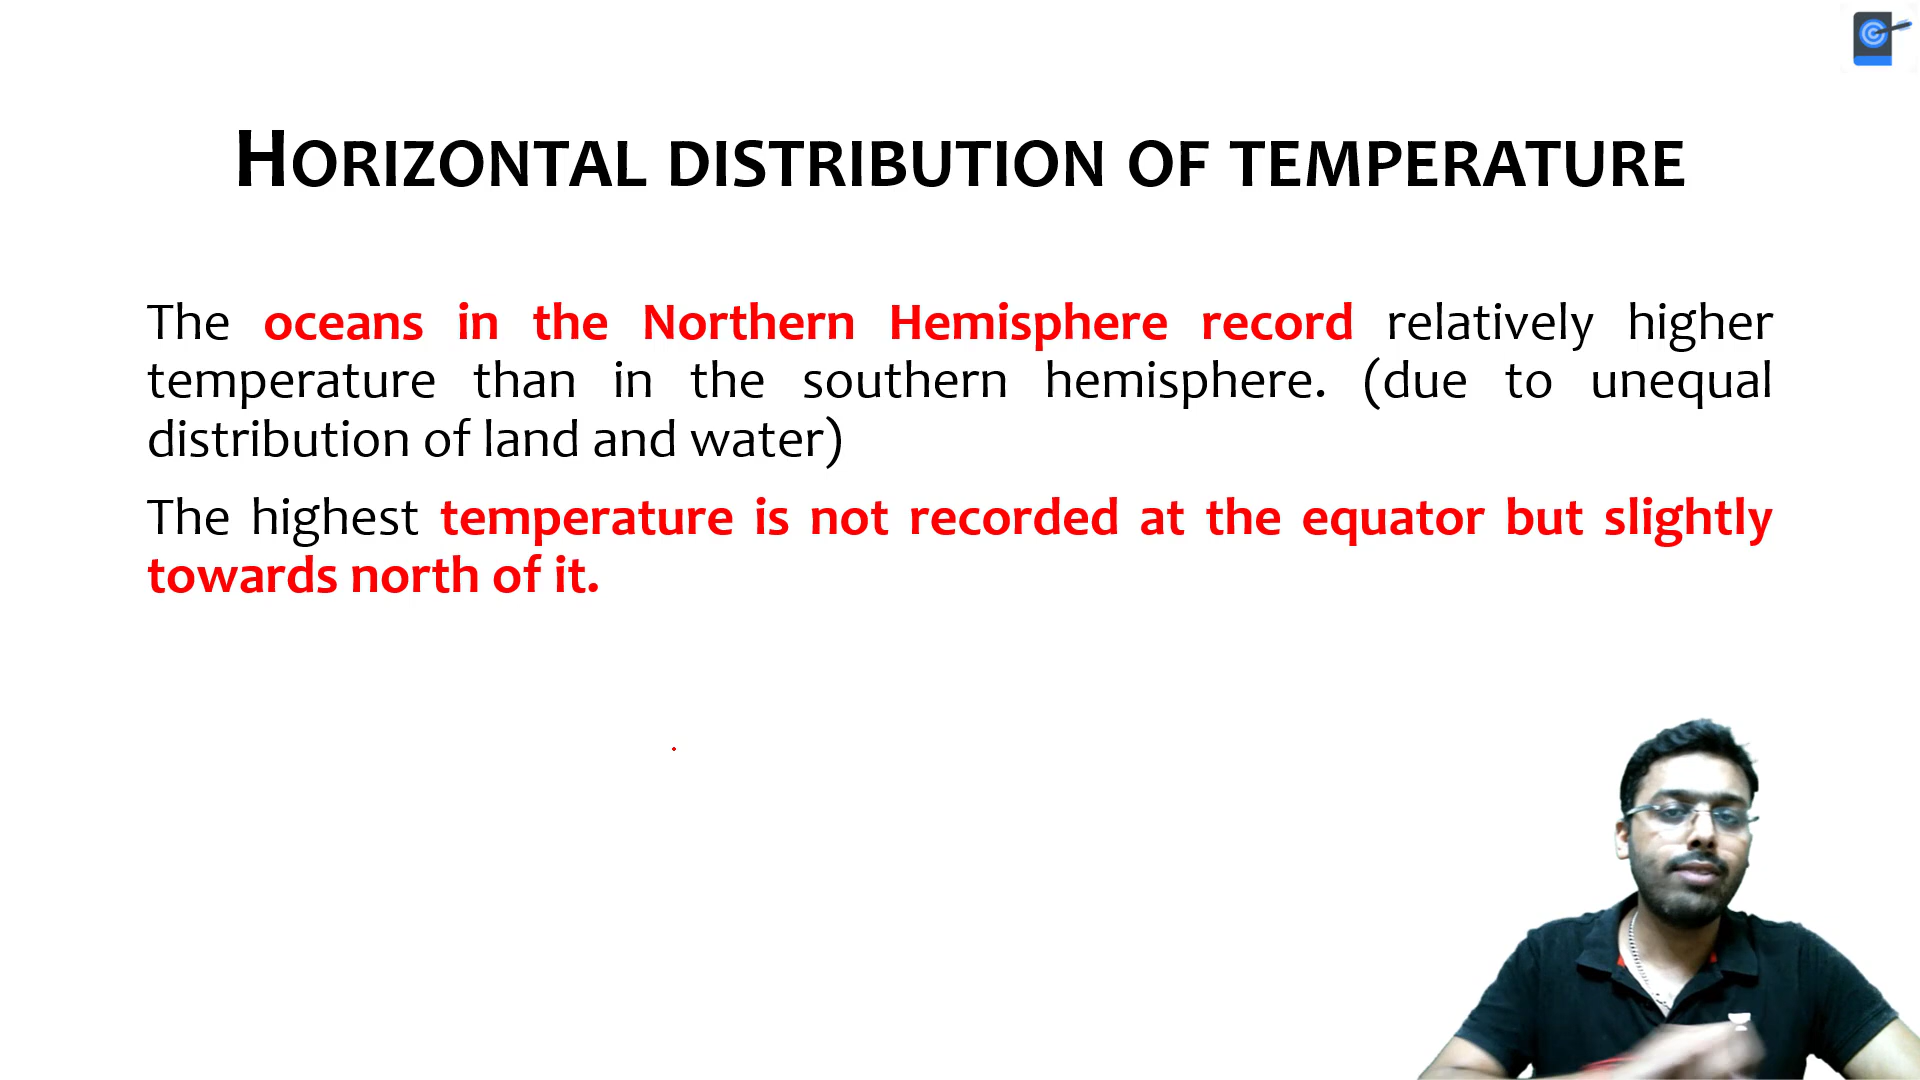 HORIZONTAL DISTRIBUTION OF TEMPERATURE
The oceans in the Northern Hemisphere record relatively higher
temperature than in the southern hemisphere. (due to unequal
distribution of land and water)
The highest temperature is not recorded at the equator but slightly
towards north of it.